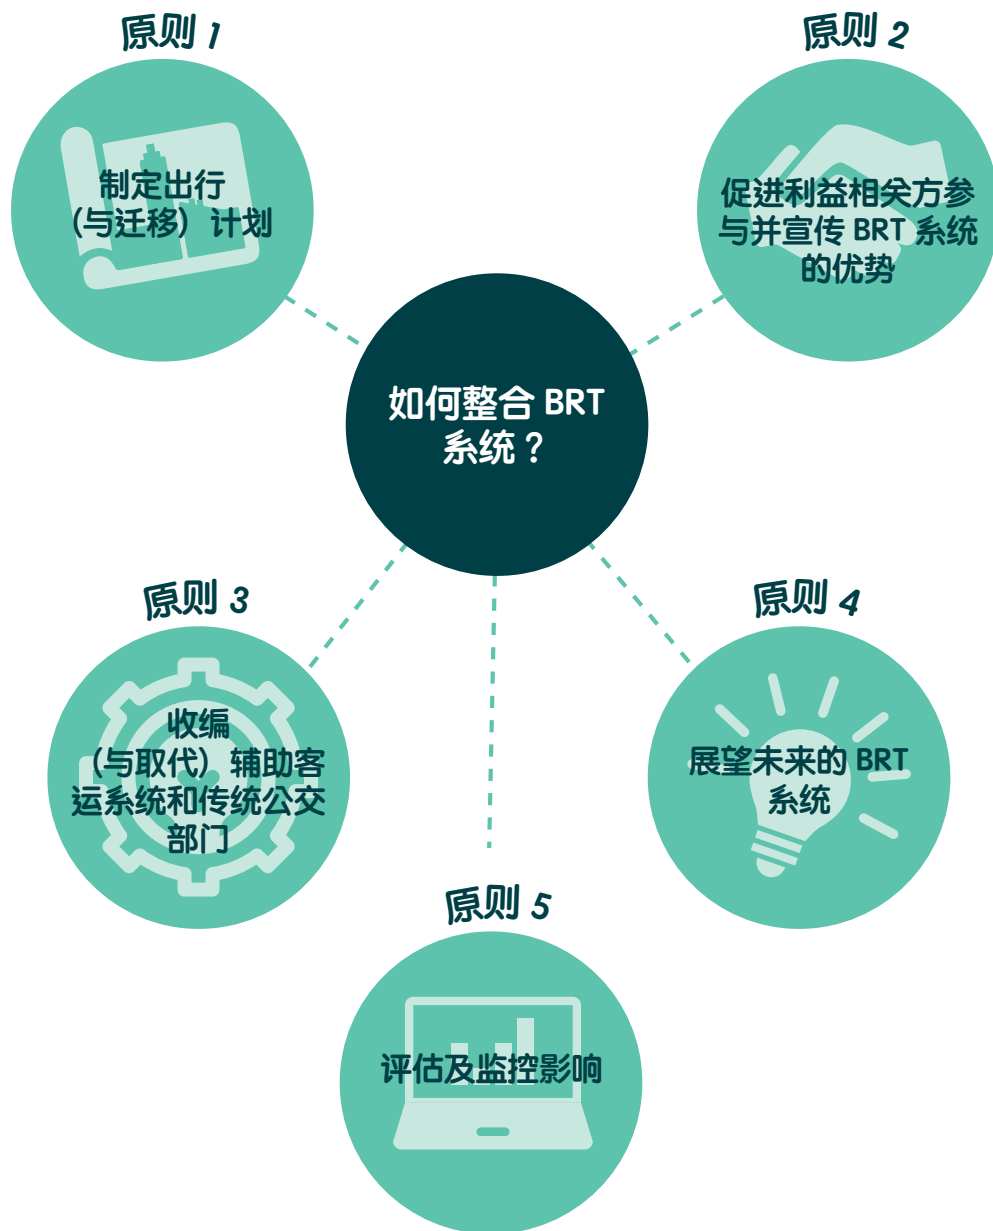 原则 1
制定出行
（与迁移）计划
原则 2
促进利益相关方参
与并宣传 BRT 系统
的优势
如何整合 BRT
系统？
原则 3
收编
（与取代）辅助客
运系统和传统公交
部门
原则 4
展望未来的 BRT
系统
原则 5
评估及监控影响